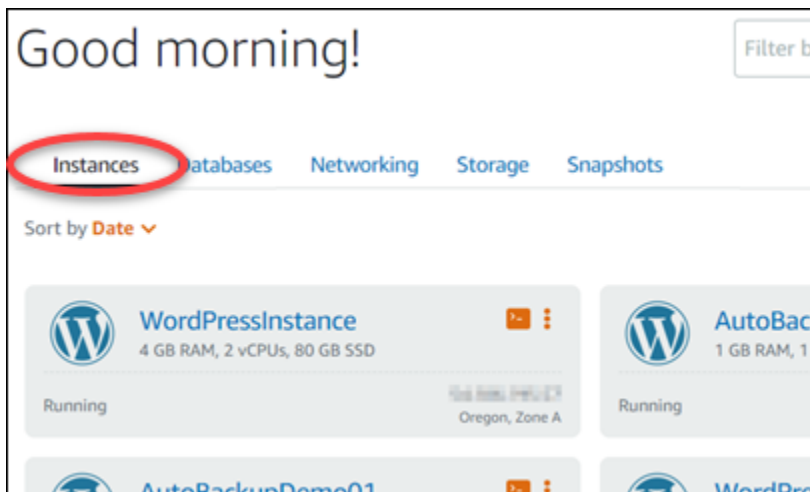 Good morning!
Filter b
Instances Databases Networking Storage Snapshots
Sort by Date
WordPressInstance
4 GB RAM, 2 vCPUs, 80 GB SSD
Running
Oregon, Zone A
AutoBac
1 GB RAM, 1
Running
AutoBackupDemo01
WordPre